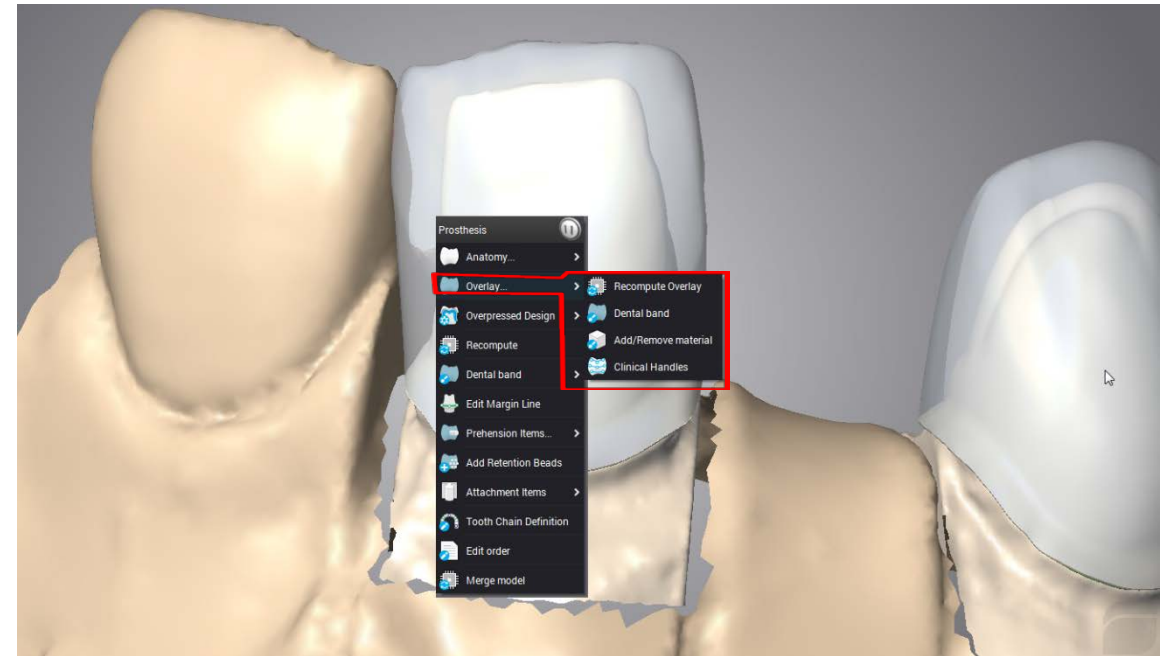 Prosthesis
Anatomy...
Overlay...
Overpressed Design
Recompute
Dental band
Edit Margin Line
Prehension Items...
Add Retention Beads
Attachment Items
Tooth Chain Definition
Edit order
Merge model
Recompute Overlay
Dental band
Add/Remove material
Clinical Handles